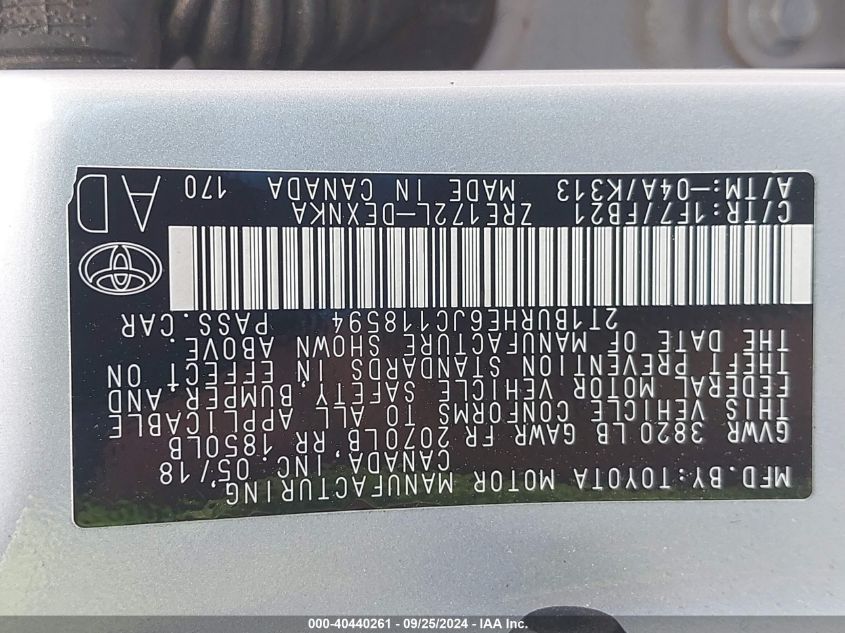 MFD.BY:TOYOTA MOTOR MANUFACTURING
CANADA, INC. 05/18
GVWR 3820LB GAWR FR 2070LB, RR 1850LB
THIS VEHICLE CONFORMS TO ALL APPLICABLE
FEDERAL MOTOR VEHICLE SAFETY, BUMPER, AND
THEFT PREVENTION STANDARDS IN EFFECT ON
THE DATE OF MANUFACTURE SHOWN ABOVE.
2T1BURHE6JC118594 PASS.CAR
C/TR:1F7/FB21 ZRE172L-DEXNKA
A/TM:-04A/K313 MADE IN CANADA 170
AD
000-40440261 - 09/25/2024 - IAA Inc.